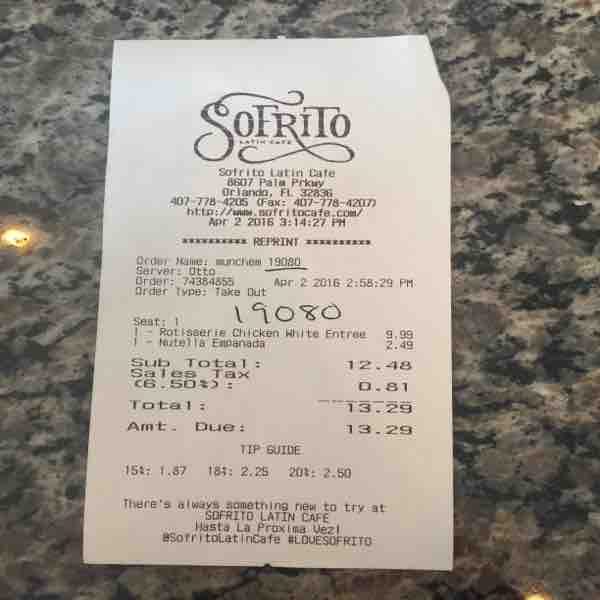 SOFRITO
LATIN CAFE
Sofrito Latin Cafe
8607 Palm Prkwy
Orlando, FL 32836
407-778-4205 (Fax: 407-778-4207)
http://www.sofritocafe.com/
Apr 2 2016 3:14:27 PM
********** REPRINT **********
Order Name: munchem 19080
Server: Otto
Order: 74384855 Apr 2 2016 2:58:29 PM
Order Type: Take Out
19080
Seat: 1
1 - Rotisserie Chicken White Entree 9.99
1 - Nutella Empanada 2.49
Sub Total: 12.48
Sales Tax
(6.50%): 0.81
Total: 13.29
Amt. Due: 13.29
TIP GUIDE
15%: 1.87 18%: 2.25 20%: 2.50
There's always something new to try at
SOFRITO LATIN CAFE
Hasta La Proxima Vez!
@SofritoLatinCafe #LOVESOFRITO